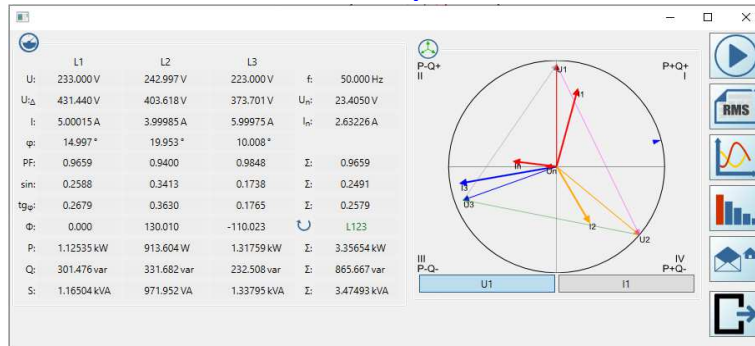 L1 L2 L3
U: 233.000 V 242.997 V 223.000 V f: 50.000 Hz
U:△ 431.440 V 403.618 V 373.701 V Uₙ: 23.4050 V
I: 5.00015 A 3.99985 A 5.99975 A Iₙ: 2.63226 A
φ: 14.997 ° 19.953 ° 10.008 °
PF: 0.9659 0.9400 0.9848 Σ: 0.9659
sin: 0.2588 0.3413 0.1738 Σ: 0.2491
tgφ: 0.2679 0.3630 0.1765 Σ: 0.2579
Φ: 0.000 130.010 -110.023 L123
P: 1.12535 kW 913.604 W 1.31759 kW Σ: 3.35654 kW
Q: 301.476 var 331.682 var 232.508 var Σ: 865.667 var
S: 1.16504 kVA 971.952 VA 1.33795 kVA Σ: 3.47493 kVA
P-Q+
II
P+Q+
I
U1
I1
In
Un
I3
U3
I2
U2
III
P-Q-
IV
P+Q-
U1 I1
RMS